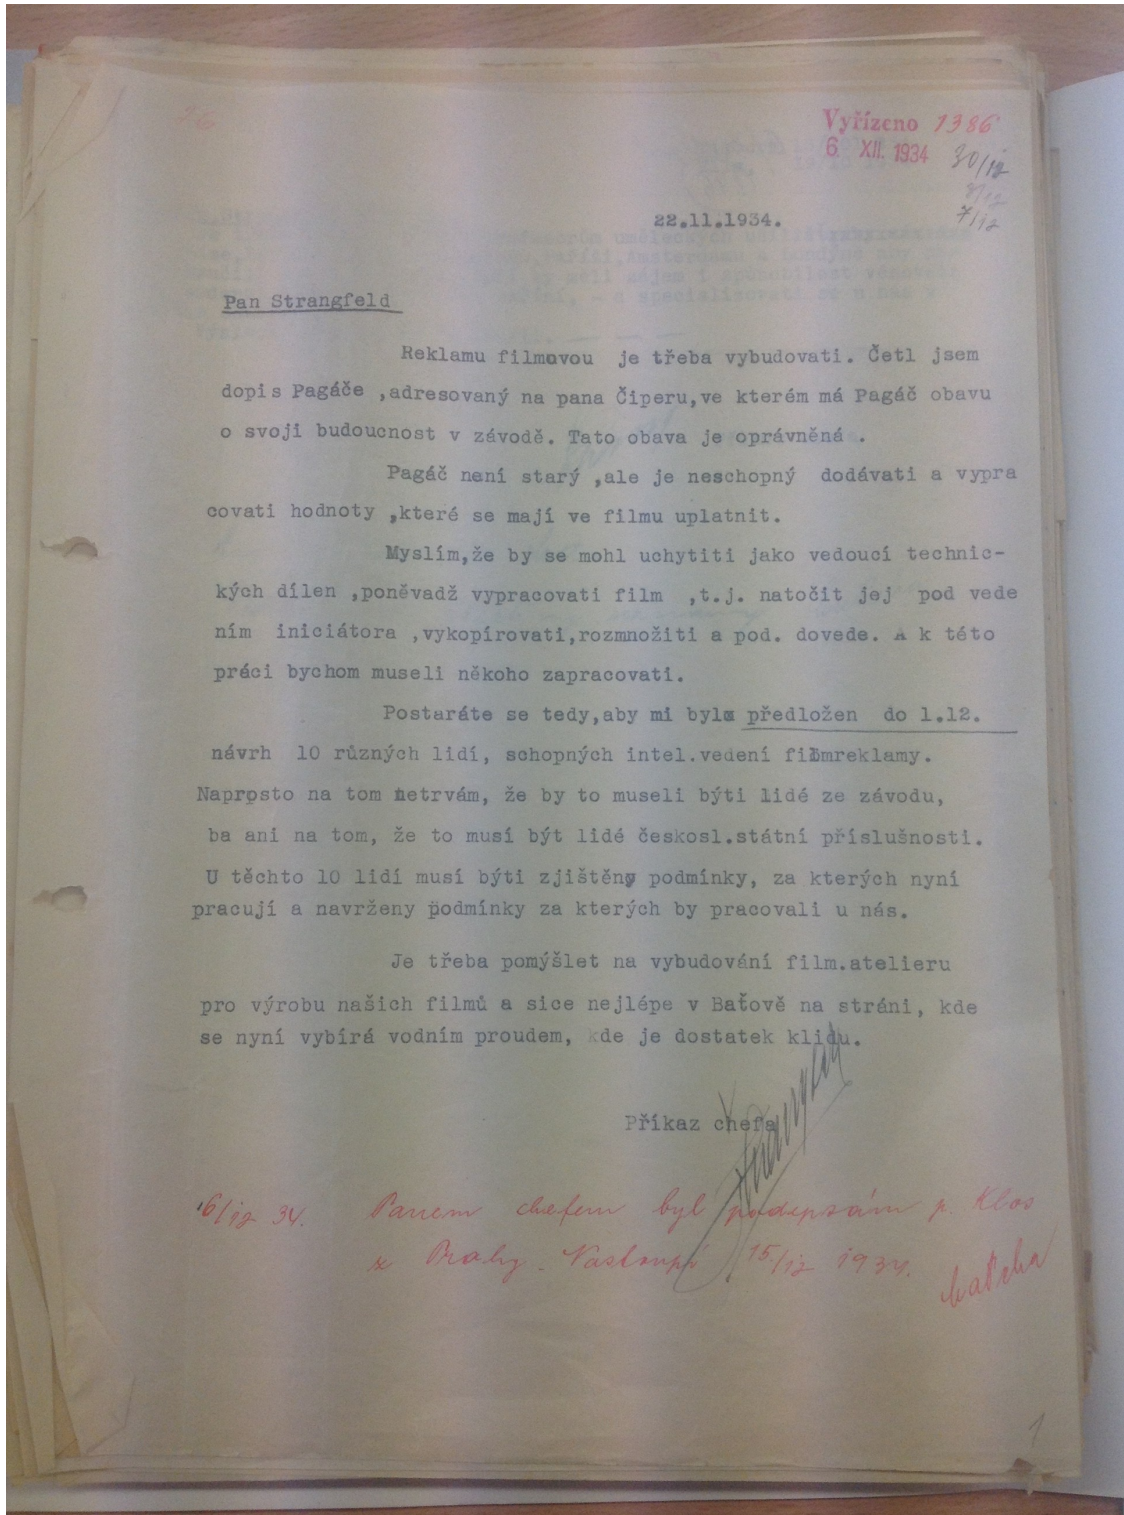 Vyřízeno 1386
6. XII. 1934
30/12
8/12
7/12
22.11.1934.
Pan Strangfeld
Reklamu filmovou je třeba vybudovati. Četl jsem
dopis Pagáče ,adresovaný na pana Čiperu,ve kterém má Pagáč obavu
o svoji budoucnost v závodě. Tato obava je oprávněná .
Pagáč není starý ,ale je neschopný dodávati a vypra
covati hodnoty ,které se mají ve filmu uplatnit.
Myslím,že by se mohl uchytiti jako vedoucí technic-
kých dílen ,poněvadž vypracovati film ,t.j. natočit jej pod vede
ním iniciátora ,vykopírovati,rozmnožiti a pod. dovede. A k této
práci bychom museli někoho zapracovati.
Postaráte se tedy,aby mi byla předložen do 1.12.
návrh 10 různých lidí, schopných intel.vedení filmreklamy.
Naprosto na tom netrvám, že by to museli býti lidé ze závodu,
ba ani na tom, že to musí být lidé českosl.státní příslušnosti.
U těchto 10 lidí musí býti zjištěny podmínky, za kterých nyní
pracují a navrženy podmínky za kterých by pracovali u nás.
Je třeba pomýšlet na vybudování film.atelieru
pro výrobu našich filmů a sice nejlépe v Baťově na stráni, kde
se nyní vybírá vodním proudem, kde je dostatek klidu.
Příkaz chefa
6/12 34. Panem chefem byl podepsám p. Klos
z Prahy. Nastoupí 15/12 1934.
1